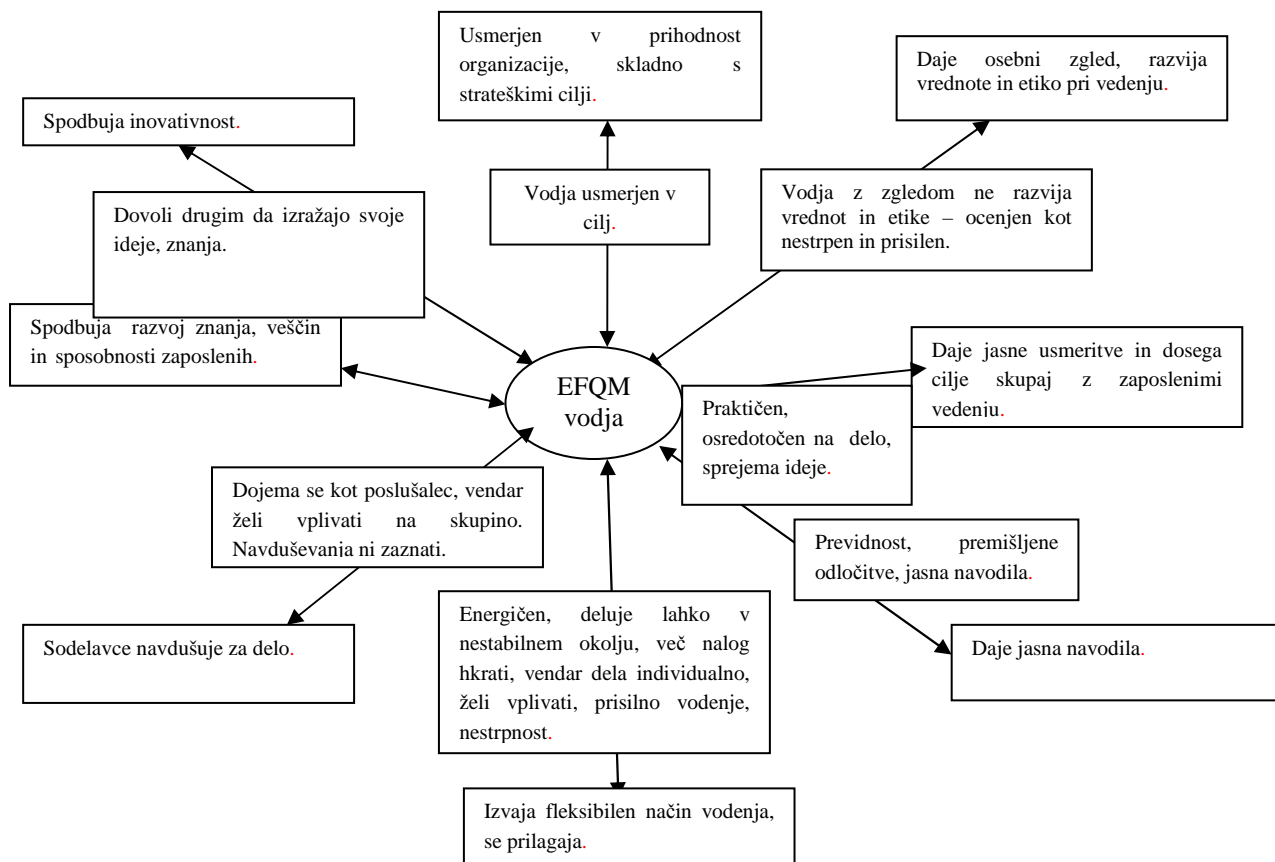 Usmerjen v prihodnost
organizacije, skladno s
strateškimi cilji.
Daje osebni zgled, razvija
vrednote in etiko pri vedenju.
Spodbuja inovativnost.
Vodja usmerjen v
cilj.
Vodja z zgledom ne razvija
vrednot in etike – ocenjen kot
nestrpen in prisilen.
Dovoli drugim da izražajo svoje
ideje, znanja.
Spodbuja razvoj znanja, veščin
in sposobnosti zaposlenih.
Daje jasne usmeritve in dosega
cilje skupaj z zaposlenimi
vedenju.
EFQM
vodja
Praktičen,
osredotočen na delo,
sprejema ideje.
Dojema se kot poslušalec, vendar
želi vplivati na skupino.
Navduševanja ni zaznati.
Previdnost, premišljene
odločitve, jasna navodila.
Sodelavce navdušuje za delo.
Energičen, deluje lahko v
nestabilnem okolju, več nalog
hkrati, vendar dela individualno,
želi vplivati, prisilno vodenje,
nestrpnost.
Daje jasna navodila.
Izvaja fleksibilen način vodenja,
se prilagaja.